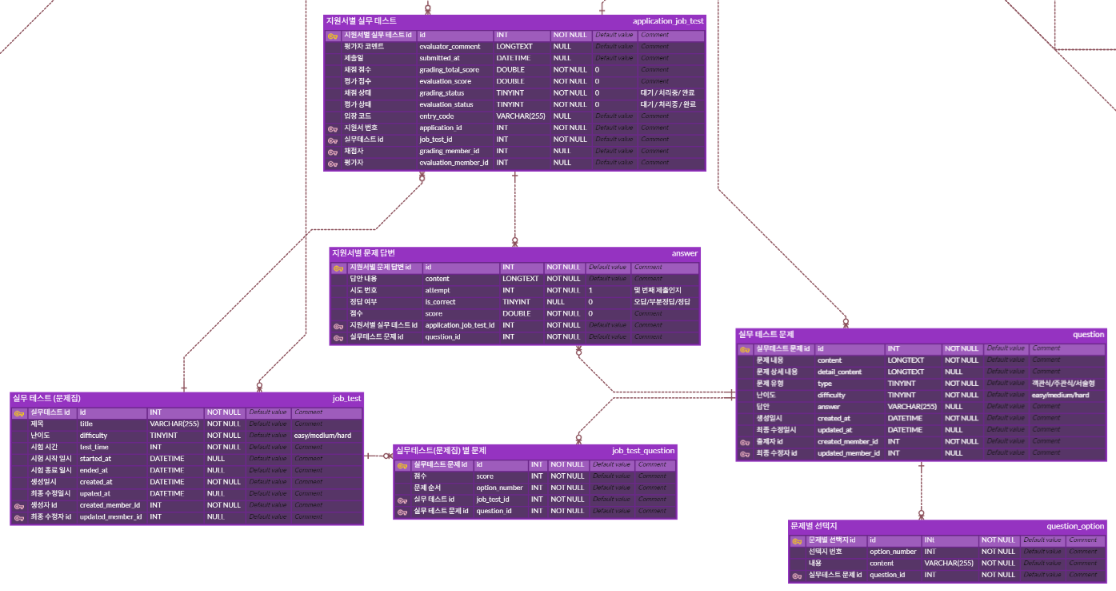 지원서별 실무 테스트 application_job_test
지원서별 실무 테스트 id id INT NOT NULL Default value Comment
평가자 코멘트 evaluator_comment LONGTEXT NULL Default value Comment
제출일 submitted_at DATETIME NULL Default value Comment
채점 점수 grading_total_score DOUBLE NOT NULL 0 Comment
평가 점수 evaluation_score DOUBLE NOT NULL 0 Comment
채점 상태 grading_status TINYINT NOT NULL 0 대기/처리중/완료
평가 상태 evaluation_status TINYINT NOT NULL 0 대기/처리중/완료
입장 코드 entry_code VARCHAR(255) NULL Default value Comment
지원서 번호 application_id INT NOT NULL Default value Comment
실무테스트 id job_test_id INT NOT NULL Default value Comment
채점자 grading_member_id INT NULL Default value Comment
평가자 evaluation_member_id INT NULL Default value Comment
지원서별 문제 답변 answer
지원서별 문제 답변 id id INT NOT NULL Default value Comment
답안 내용 content LONGTEXT NOT NULL Default value Comment
시도 번호 attempt INT NOT NULL 1 몇 번째 제출인지
정답 여부 is_correct TINYINT NULL 0 오답/부분정답/정답
점수 score DOUBLE NOT NULL 0 Comment
지원서별 실무 테스트 id application_job_test_id INT NOT NULL Default value Comment
실무테스트 문제 id question_id INT NOT NULL Default value Comment
실무 테스트 문제 question
실무테스트 문제 id id INT NOT NULL Default value Comment
문제 내용 content LONGTEXT NOT NULL Default value Comment
문제 상세 내용 detail_content LONGTEXT NULL Default value Comment
문제 유형 type TINYINT NOT NULL Default value 객관식/주관식/서술형
난이도 difficulty TINYINT NOT NULL Default value easy/medium/hard
답안 answer VARCHAR(255) NULL Default value Comment
생성일시 created_at DATETIME NOT NULL Default value Comment
최종 수정일시 updated_at DATETIME NULL Default value Comment
출제자 id created_member_id INT NOT NULL Default value Comment
최종 수정자 id updated_member_id INT NULL Default value Comment
실무 테스트 (문제집) job_test
실무테스트 id id INT NOT NULL Default value Comment
제목 title VARCHAR(255) NOT NULL Default value Comment
난이도 difficulty TINYINT NOT NULL Default value easy/medium/hard
시험 시간 test_time INT NOT NULL Default value Comment
시험 시작 일시 started_at DATETIME NULL Default value Comment
시험 종료 일시 ended_at DATETIME NULL Default value Comment
생성일시 created_at DATETIME NOT NULL Default value Comment
최종 수정일시 upated_at DATETIME NULL Default value Comment
생성자 id created_member_id INT NOT NULL Default value Comment
최종 수정자 id updated_member_id INT NULL Default value Comment
실무테스트(문제집) 별 문제 job_test_question
실무테스트 문제 id id INT NOT NULL Default value Comment
점수 score INT NOT NULL Default value Comment
문제 순서 option_number INT NOT NULL Default value Comment
실무 테스트 id job_test_id INT NOT NULL Default value Comment
실무 테스트 문제 id question_id INT NOT NULL Default value Comment
문제별 선택지 question_option
문제별 선택지 id id INT NOT NULL Default value Comment
선택지 번호 option_number INT NOT NULL Default value Comment
내용 content VARCHAR(255) NOT NULL Default value Comment
실무테스트 문제 id question_id INT NOT NULL Default value Comment